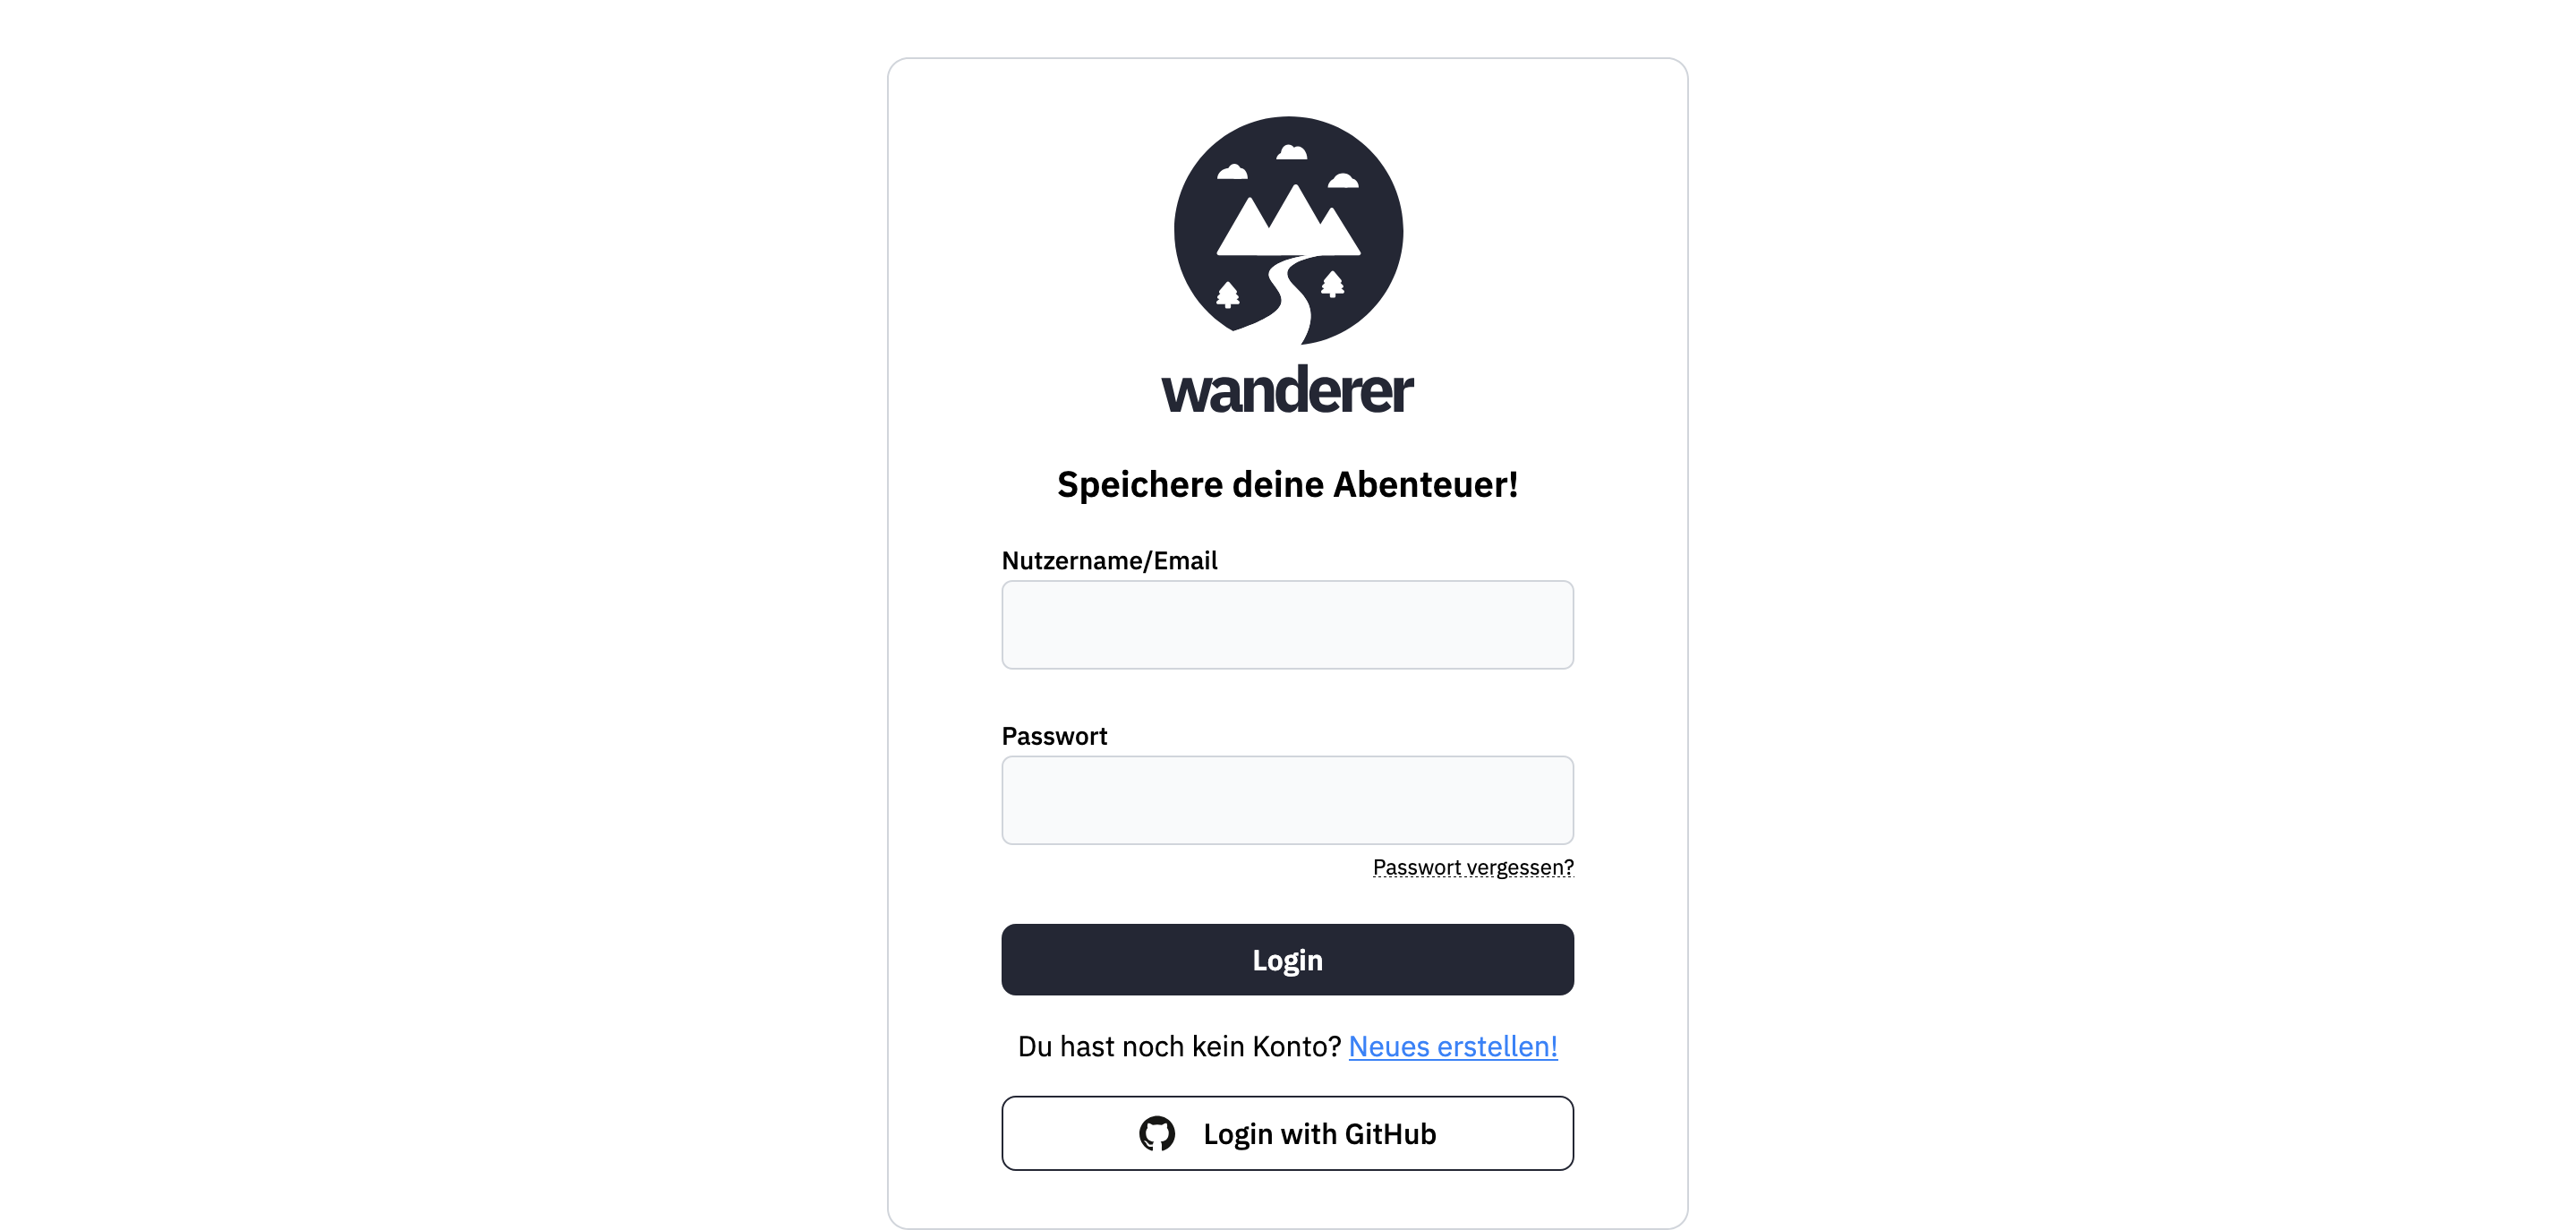 wanderer
Speichere deine Abenteuer!
Nutzername/Email
Passwort
Passwort vergessen?
Login
Du hast noch kein Konto? Neues erstellen!
Login with GitHub